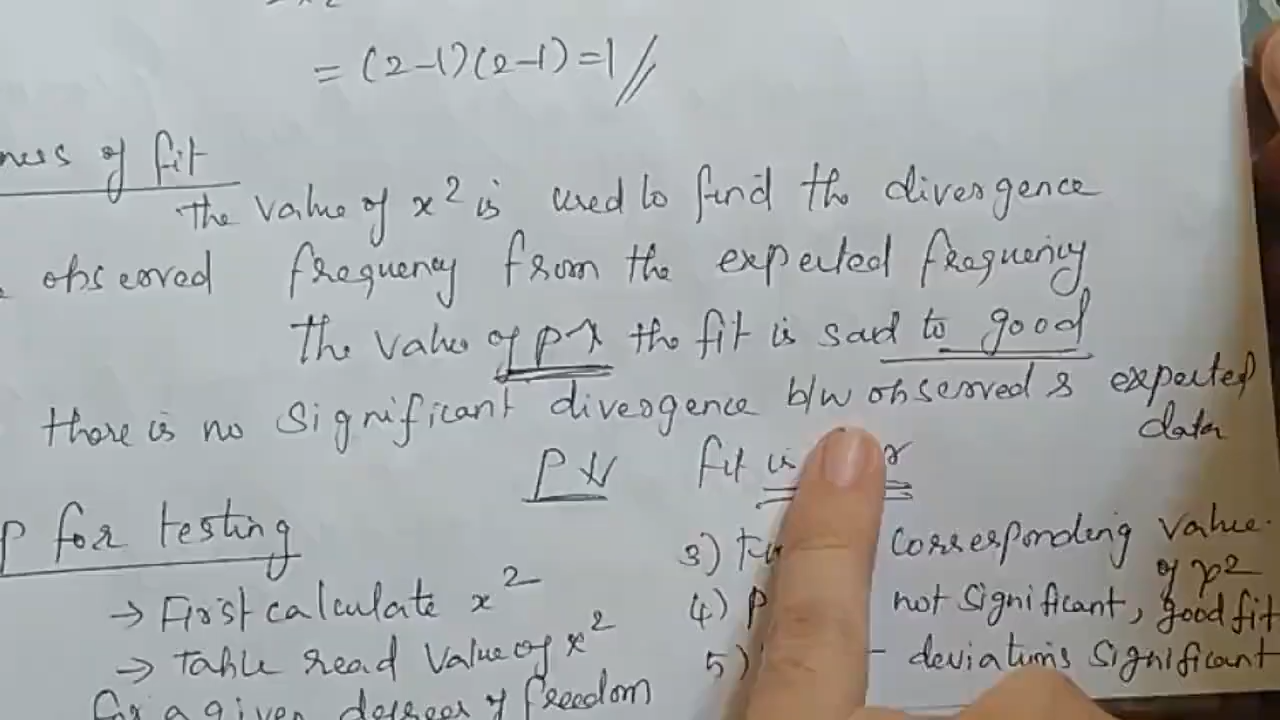 = (2-1)(2-1) = 1 //
of fit
the value of x² is used to find the divergence
observed frequency from the expected frequency
the value of p↑ the fit is sad to good
there is no significant divergence b/w observed & expected
data
P↓ fit is
P for testing
→ First calculate x²
→ table read value of x²
for a given degrees of freedom
3) corresponding value
of x²
4) P not significant, good fit
5) - deviations significant